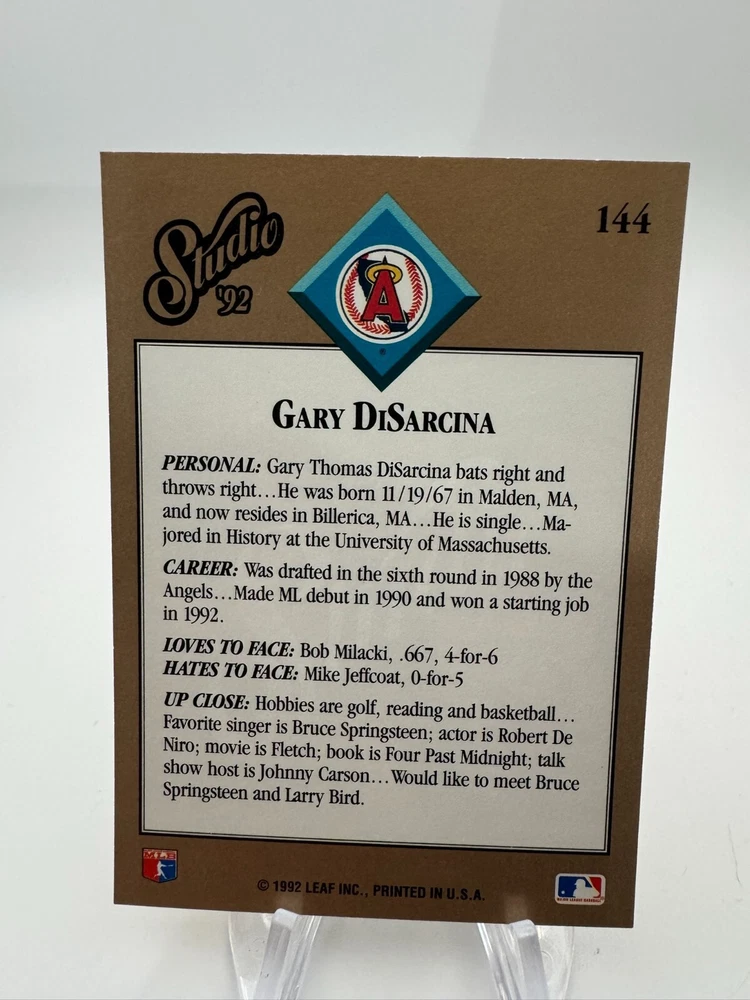 Studio
'92
144
A
®
GARY DISARCINA
PERSONAL: Gary Thomas DiSarcina bats right and
throws right...He was born 11/19/67 in Malden, MA,
and now resides in Billerica, MA...He is single...Ma-
jored in History at the University of Massachusetts.
CAREER: Was drafted in the sixth round in 1988 by the
Angels...Made ML debut in 1990 and won a starting job
in 1992.
LOVES TO FACE: Bob Milacki, .667, 4-for-6
HATES TO FACE: Mike Jeffcoat, 0-for-5
UP CLOSE: Hobbies are golf, reading and basketball...
Favorite singer is Bruce Springsteen; actor is Robert De
Niro; movie is Fletch; book is Four Past Midnight; talk
show host is Johnny Carson...Would like to meet Bruce
Springsteen and Larry Bird.
MLB
© 1992 LEAF INC., PRINTED IN U.S.A.
MAJOR LEAGUE BASEBALL